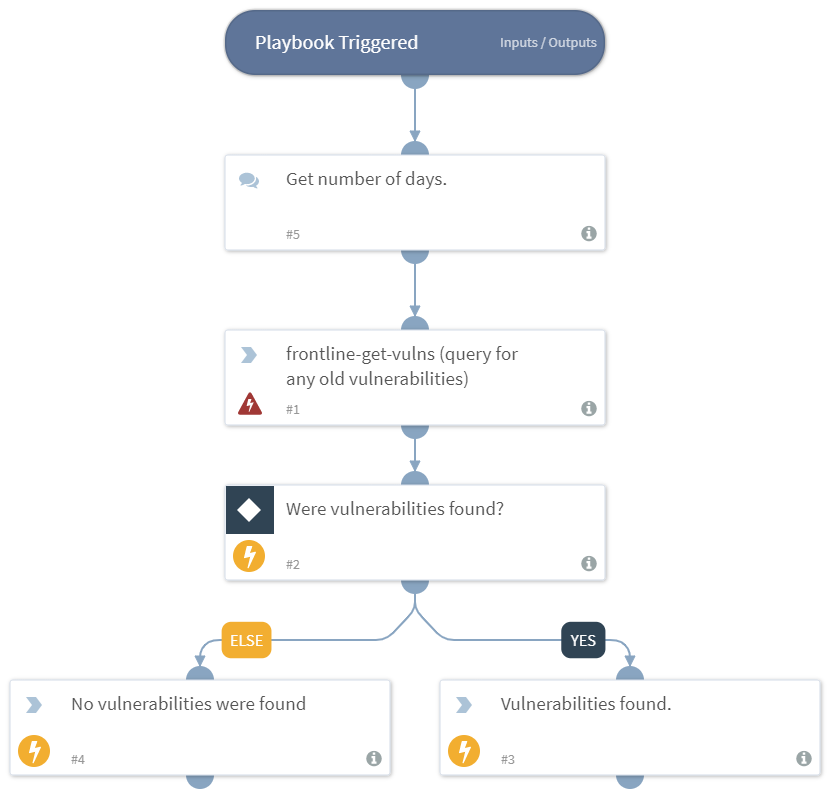 Playbook Triggered
Inputs / Outputs
Get number of days.
#5
frontline-get-vulns (query for
any old vulnerabilities)
#1
Were vulnerabilities found?
#2
ELSE
YES
No vulnerabilities were found
#4
Vulnerabilities found.
#3